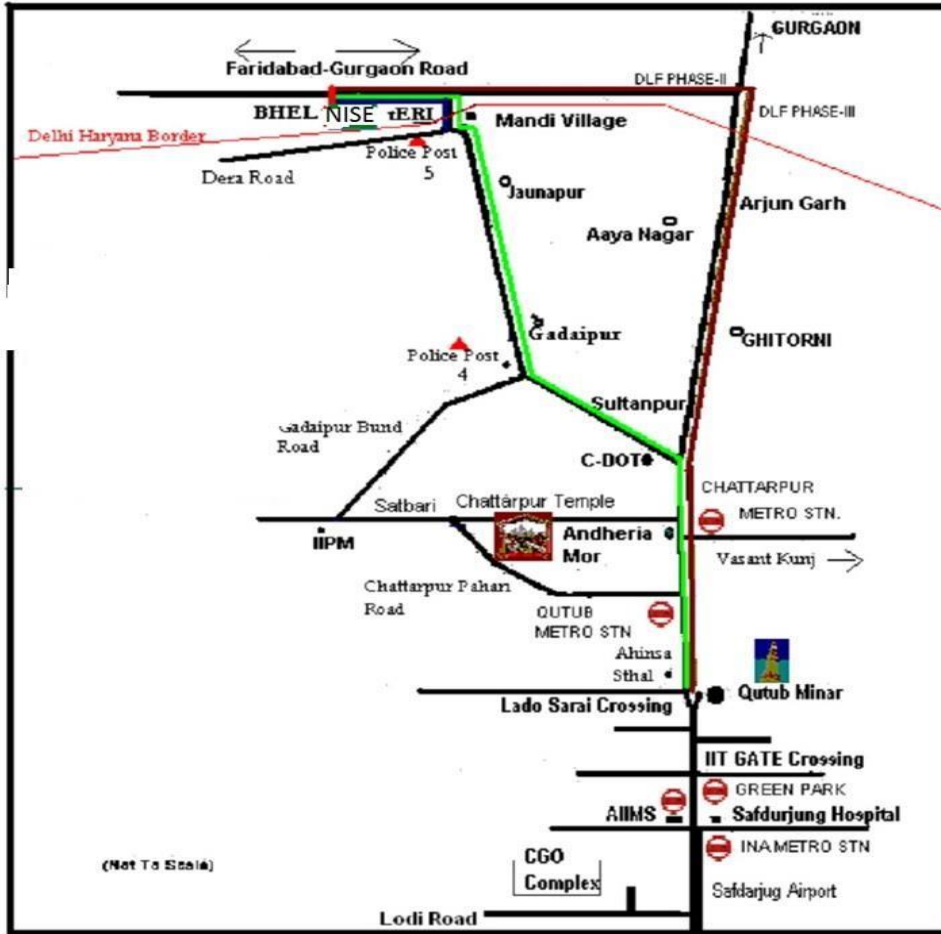 GURGAON
Faridabad-Gurgaon Road
DLF PHASE-II
BHEL NISE
DLF PHASE-III
Mandi Village
Delhi Haryana Border
Police Post
5
Dera Road
Jaunapur
Arjun Garh
Aaya Nagar
Gadaipur
GHITORNI
Police Post
4
Sultanpur
Gadaipur Bund
Road
C-DOT
CHATTARPUR
METRO STN.
Satbari
Chattarpur Temple
Andheria
Mor
IIPM
Vasant Kunj
Chattarpur Pahari
Road
QUTUB
METRO STN
Ahinsa
Sthal
Qutub Minar
Lado Sarai Crossing
IIT GATE Crossing
GREEN PARK
AIIMS
Safdurjung Hospital
INA METRO STN
(Not To Scale)
CGO
Complex
Safdarjug Airport
Lodi Road